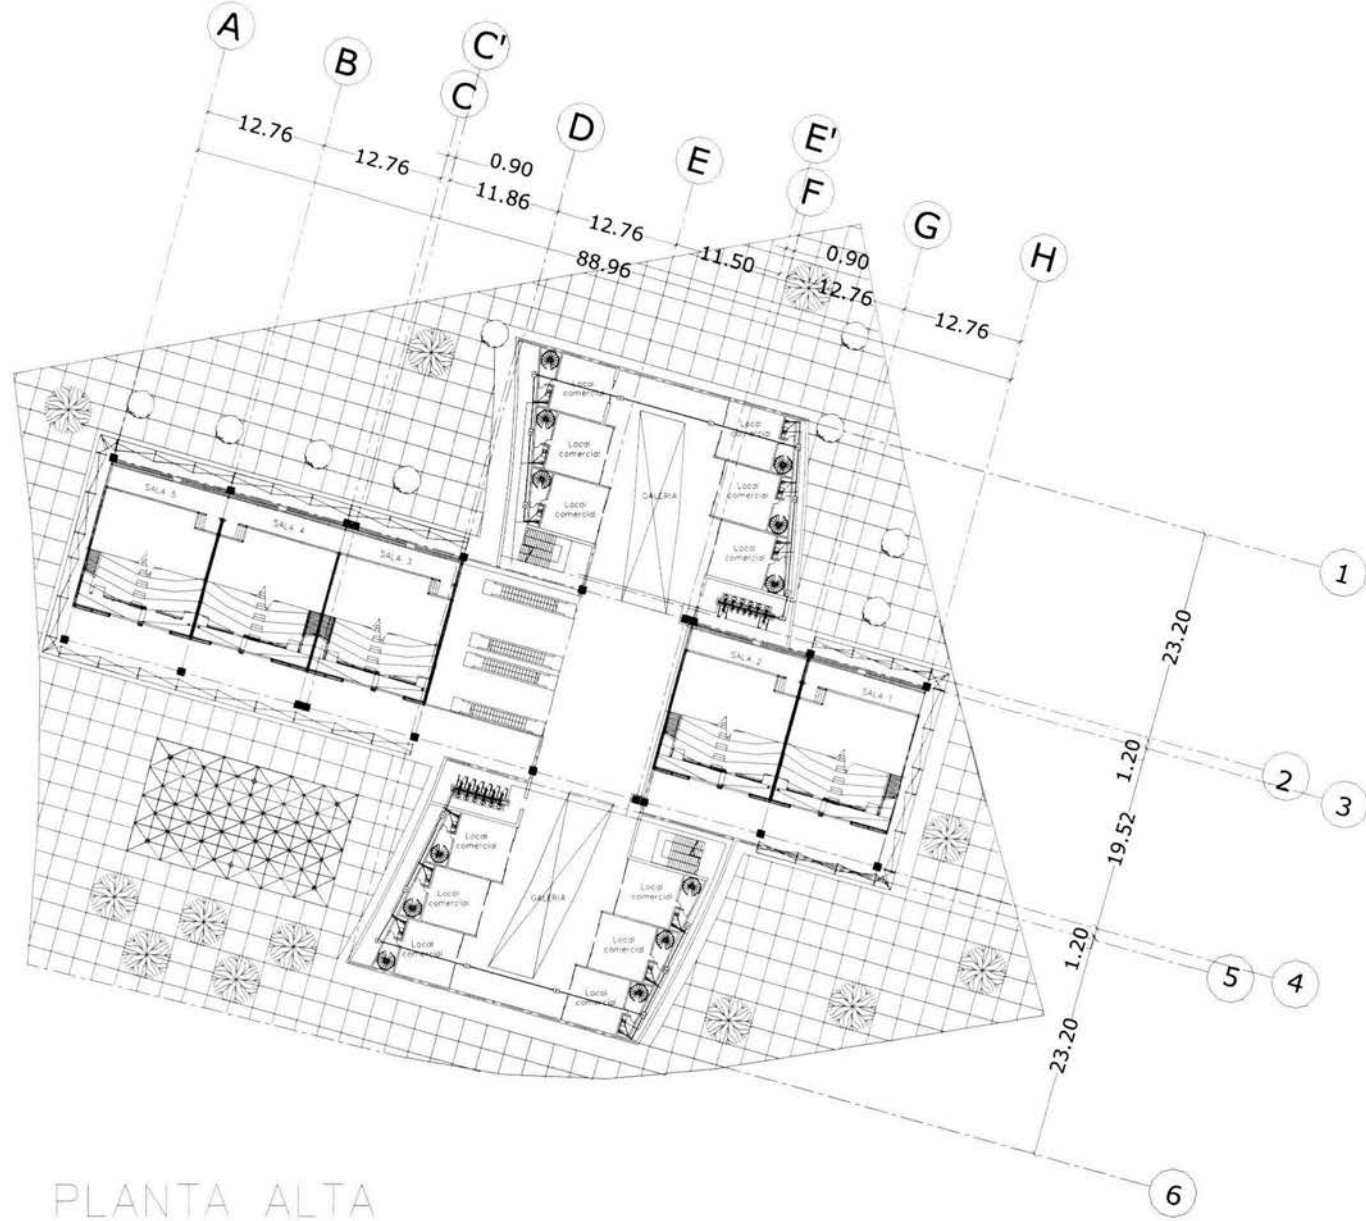 A
B
C'
C
D
E
E'
F
G
H
12.76
12.76
0.90
11.86
12.76
11.50
0.90
12.76
12.76
88.96
Local
comercial
Local
comercial
Local
comercial
GALERIA
Local
comercial
Local
comercial
Local
comercial
SALA 5
SALA 4
SALA 3
SALA 2
SALA 1
Local
comercial
Local
comercial
Local
comercial
GALERIA
Local
comercial
Local
comercial
Local
comercial
1
23.20
1.20
2
3
19.52
1.20
5
4
23.20
6
PLANTA ALTA